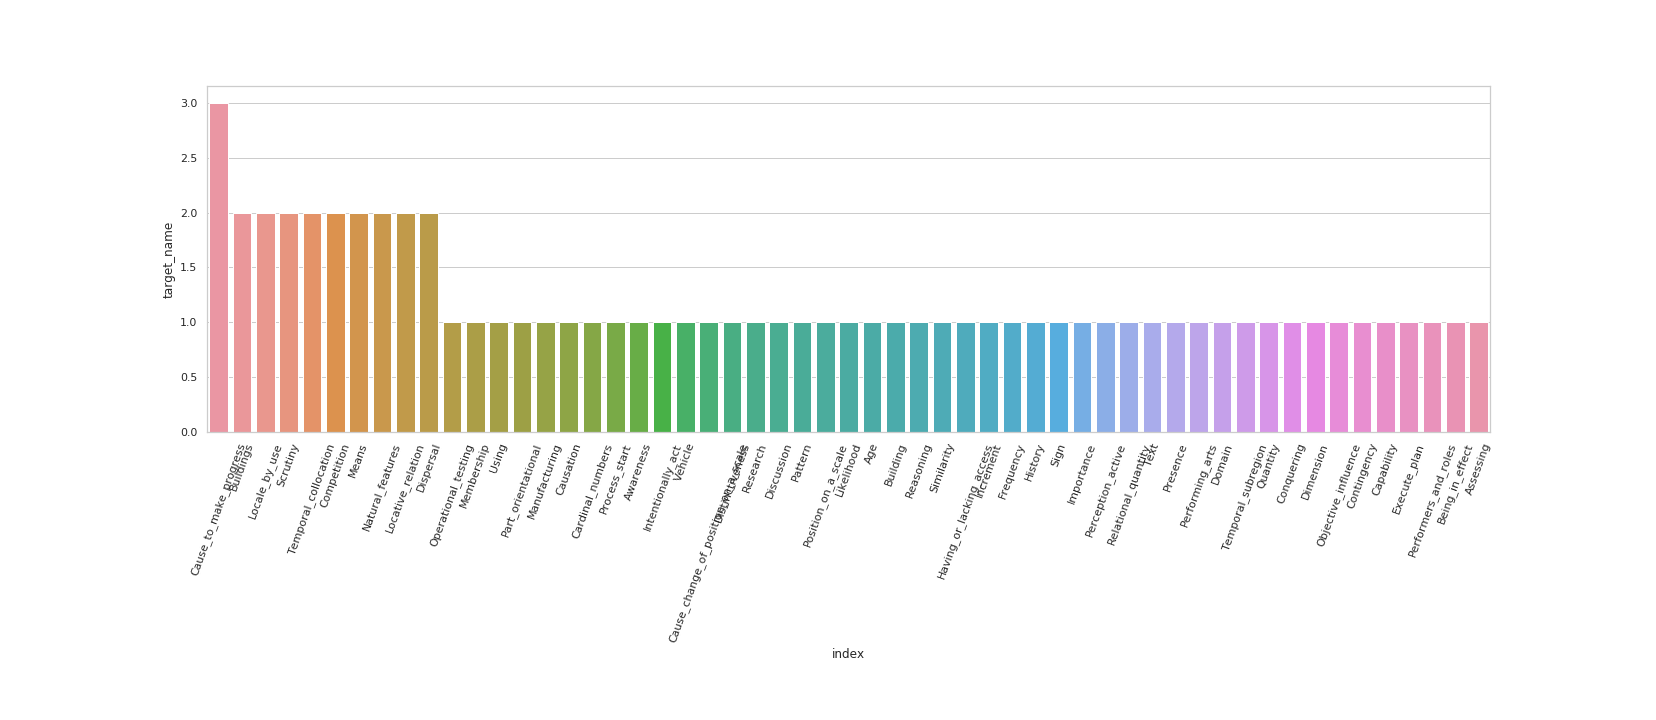 3.0
2.5
2.0
1.5
1.0
0.5
0.0
target_name
Cause_to_make_progress
Buildings
Locale_by_use
Scrutiny
Temporal_collocation
Competition
Means
Natural_features
Locative_relation
Dispersal
Operational_testing
Membership
Using
Part_orientational
Manufacturing
Causation
Cardinal_numbers
Process_start
Awareness
Intentionally_act
Vehicle
Cause_change_of_position_on_a_scale
Research
Discussion
Pattern
Position_on_a_scale
Likelihood
Age
Building
Reasoning
Similarity
Having_or_lacking_access
Increment
Frequency
History
Sign
Importance
Perception_active
Relational_quantity
Text
Presence
Performing_arts
Domain
Temporal_subregion
Quantity
Conquering
Dimension
Objective_influence
Contingency
Capability
Execute_plan
Performers_and_roles
Being_in_effect
Assessing
index